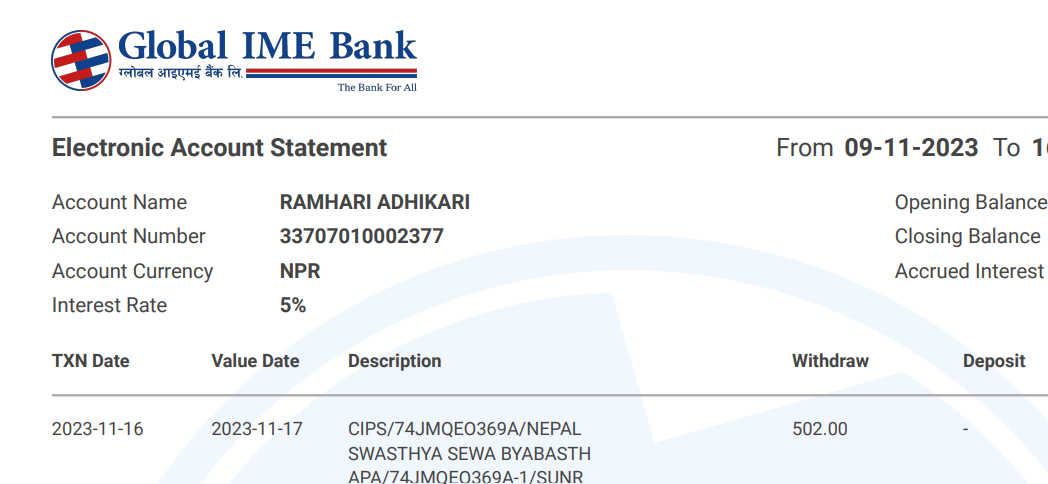 Global IME Bank
ग्लोबल आइएमई बैंक लि.
The Bank For All
Electronic Account Statement From 09-11-2023 To
Account Name RAMHARI ADHIKARI Opening Balance
Account Number 33707010002377 Closing Balance
Account Currency NPR Accrued Interest
Interest Rate 5%
TXN Date Value Date Description Withdraw Deposit
2023-11-16 2023-11-17 CIPS/74JMQEO369A/NEPAL 502.00 -
SWASTHYA SEWA BYABASTH
APA/74JMQEO369A-1/SUNR